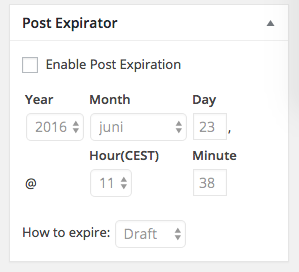 Post Expirator
Enable Post Expiration
Year Month Day
2016 juni 23,
Hour(CEST) Minute
@ 11 38
How to expire: Draft